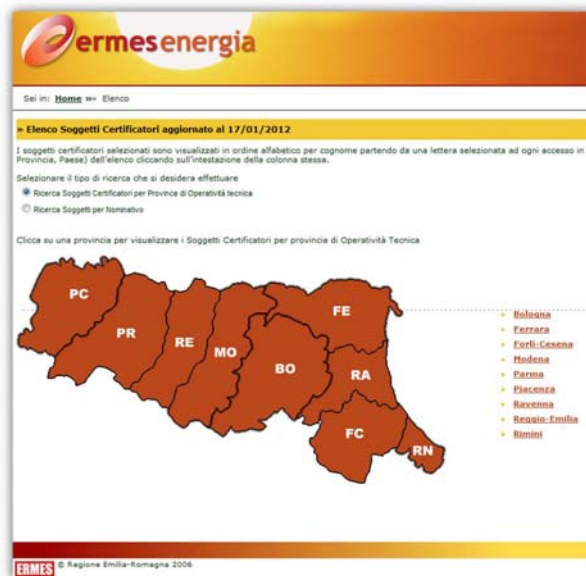 ermesenergia
Sei in: Home »» Elenco
» Elenco Soggetti Certificatori aggiornato al 17/01/2012
I soggetti certificatori selezionati sono visualizzati in ordine alfabetico per cognome partendo da una lettera selezionata ad ogni accesso in
Provincia, Paese) dell'elenco cliccando sull'intestazione della colonna stessa.
Selezionare il tipo di ricerca che si desidera effettuare
Ricerca Soggetti Certificatori per Province di Operatività tecnica
Ricerca Soggetti per Nominativo
Clicca su una provincia per visualizzare i Soggetti Certificatori per provincia di Operatività Tecnica
PC
PR
RE
MO
BO
FE
RA
FC
RN
Bologna
Ferrara
Forlì-Cesena
Modena
Parma
Piacenza
Ravenna
Reggio-Emilia
Rimini
ERMES © Regione Emilia-Romagna 2006